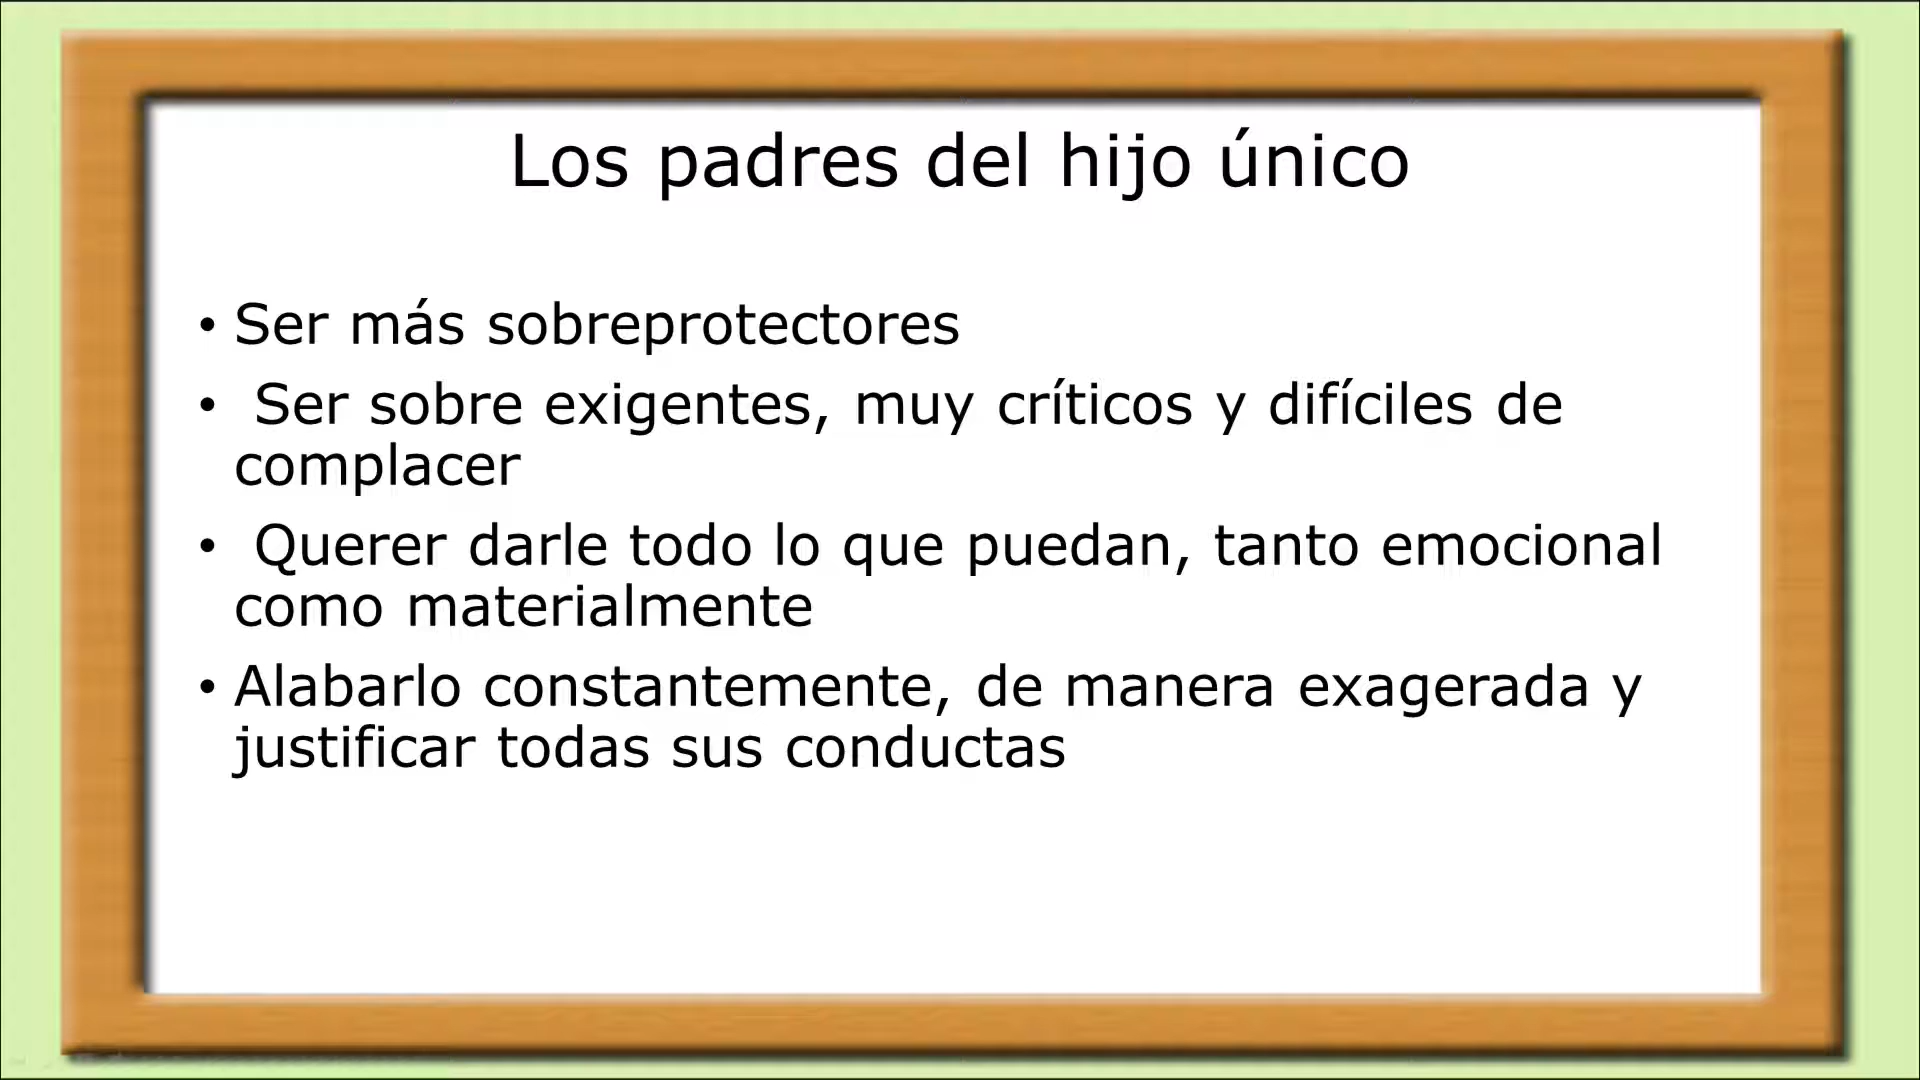 Los padres del hijo único
• Ser más sobreprotectores
• Ser sobre exigentes, muy críticos y difíciles de
complacer
• Querer darle todo lo que puedan, tanto emocional
como materialmente
• Alabarlo constantemente, de manera exagerada y
justificar todas sus conductas